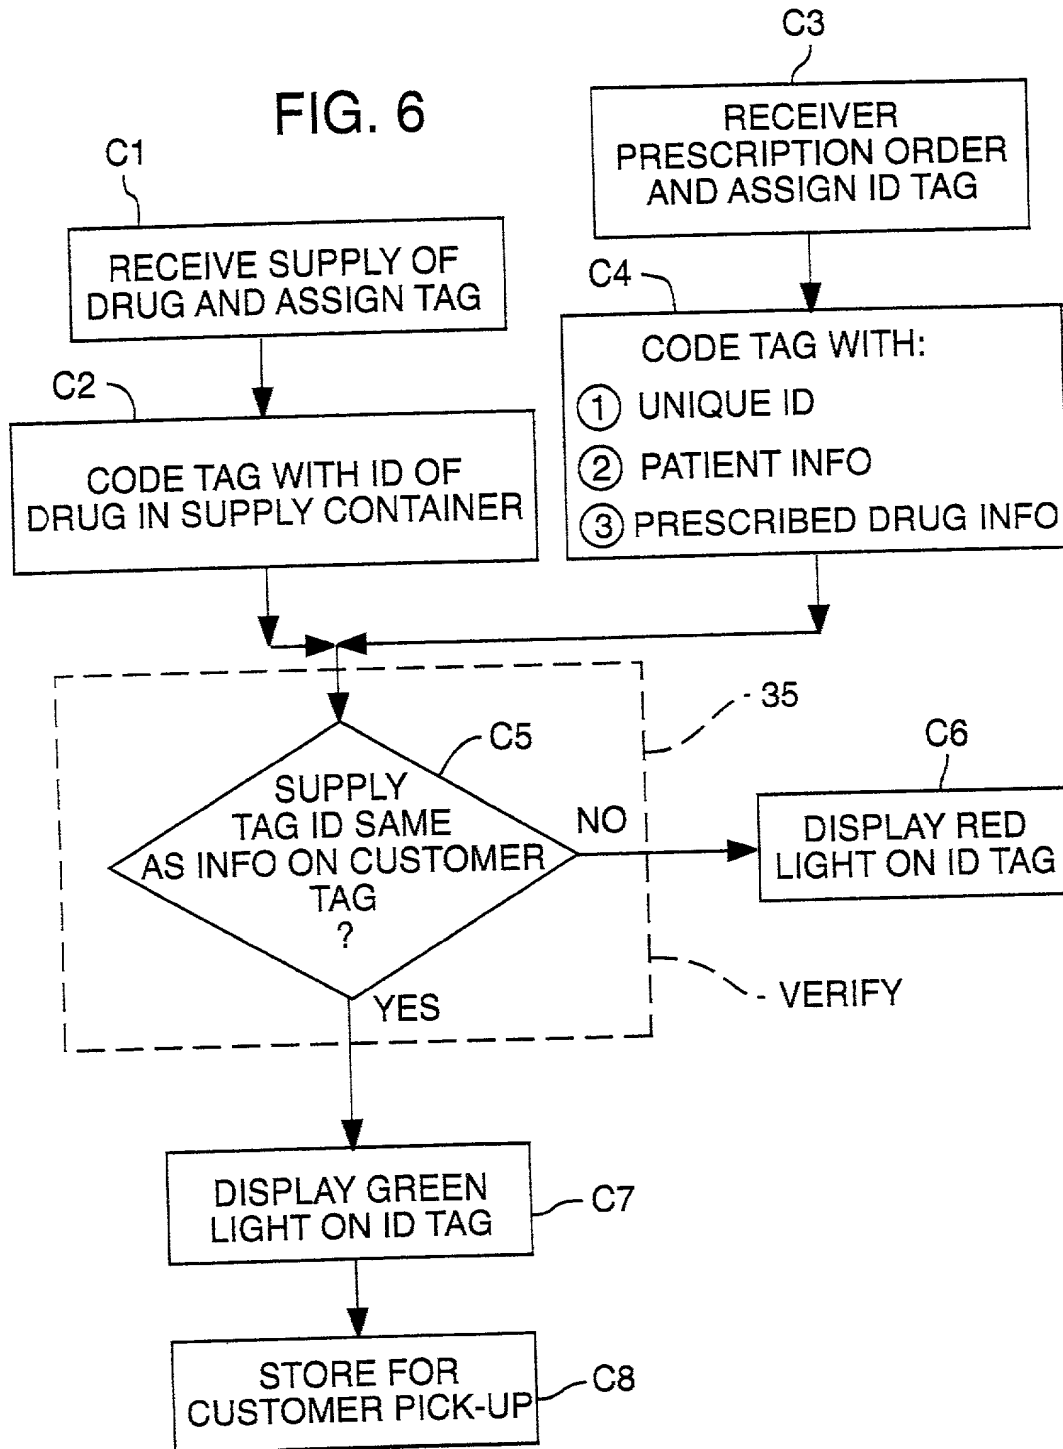 FIG. 6
C1
RECEIVE SUPPLY OF
DRUG AND ASSIGN TAG
C2
CODE TAG WITH ID OF
DRUG IN SUPPLY CONTAINER
C3
RECEIVER
PRESCRIPTION ORDER
AND ASSIGN ID TAG
C4
CODE TAG WITH:
1 UNIQUE ID
2 PATIENT INFO
3 PRESCRIBED DRUG INFO
35
C5
SUPPLY
TAG ID SAME
AS INFO ON CUSTOMER
TAG
?
NO
C6
DISPLAY RED
LIGHT ON ID TAG
VERIFY
YES
DISPLAY GREEN
LIGHT ON ID TAG
C7
STORE FOR
CUSTOMER PICK-UP
C8